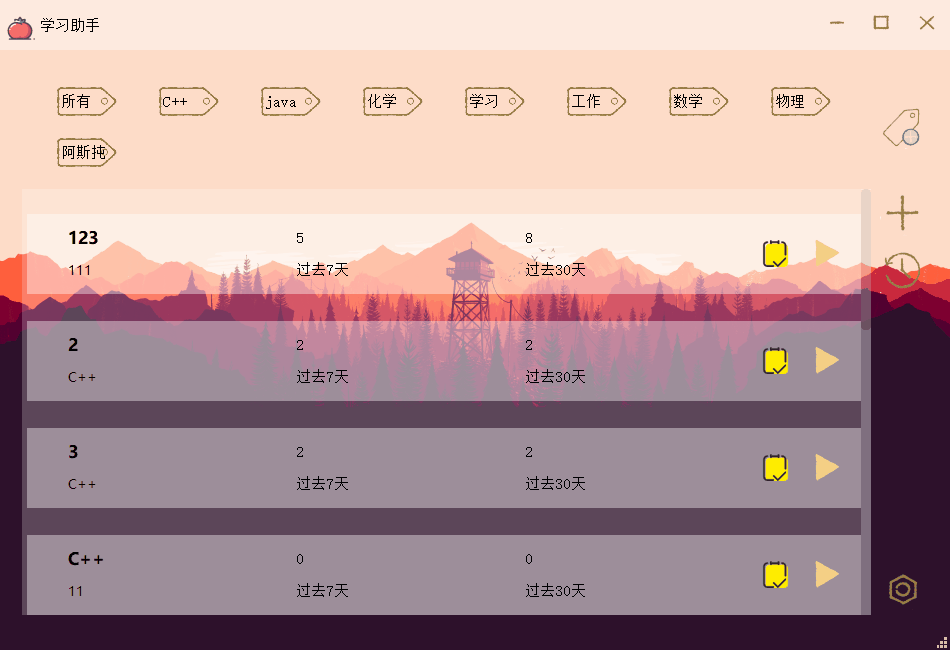 学习助手
所有 C++ java 化学 学习 工作 数学 物理
阿斯扽
123 5 8
111 过去7天 过去30天
2 2 2
C++ 过去7天 过去30天
3 2 2
C++ 过去7天 过去30天
C++ 0 0
11 过去7天 过去30天